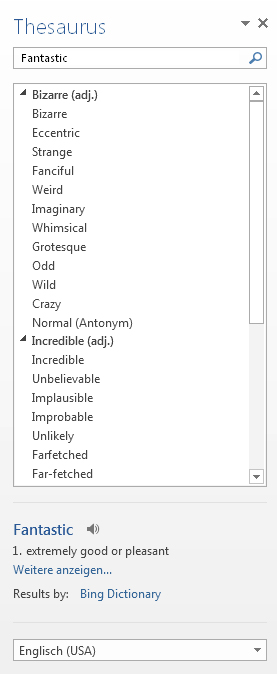 Thesaurus
Fantastic
Bizarre (adj.)
Bizarre
Eccentric
Strange
Fanciful
Weird
Imaginary
Whimsical
Grotesque
Odd
Wild
Crazy
Normal (Antonym)
Incredible (adj.)
Incredible
Unbelievable
Implausible
Improbable
Unlikely
Farfetched
Far-fetched
Fantastic
1. extremely good or pleasant
Weitere anzeigen...
Results by: Bing Dictionary
Englisch (USA)